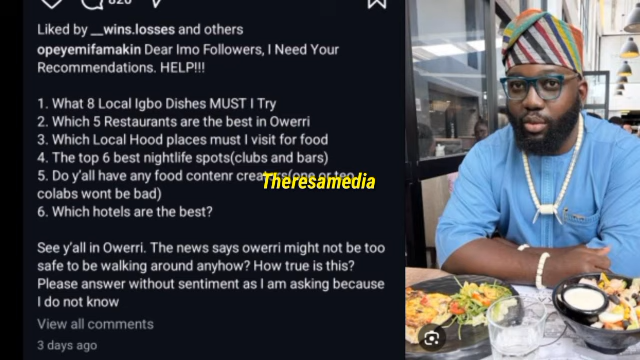 820
Liked by __wins.losses and others
opeyemifamakin Dear Imo Followers, I Need Your
Recommendations. HELP!!!
1. What 8 Local Igbo Dishes MUST I Try
2. Which 5 Restaurants are the best in Owerri
3. Which Local Hood places must I visit for food
4. The top 6 best nightlife spots(clubs and bars)
5. Do y'all have any food contenr
colabs wont be bad)
Theresamedia
6. Which hotels are the best?
See y'all in Owerri. The news says owerri might not be too
safe to be walking around anyhow? How true is this?
Please answer without sentiment as I am asking because
I do not know
View all comments
3 days ago